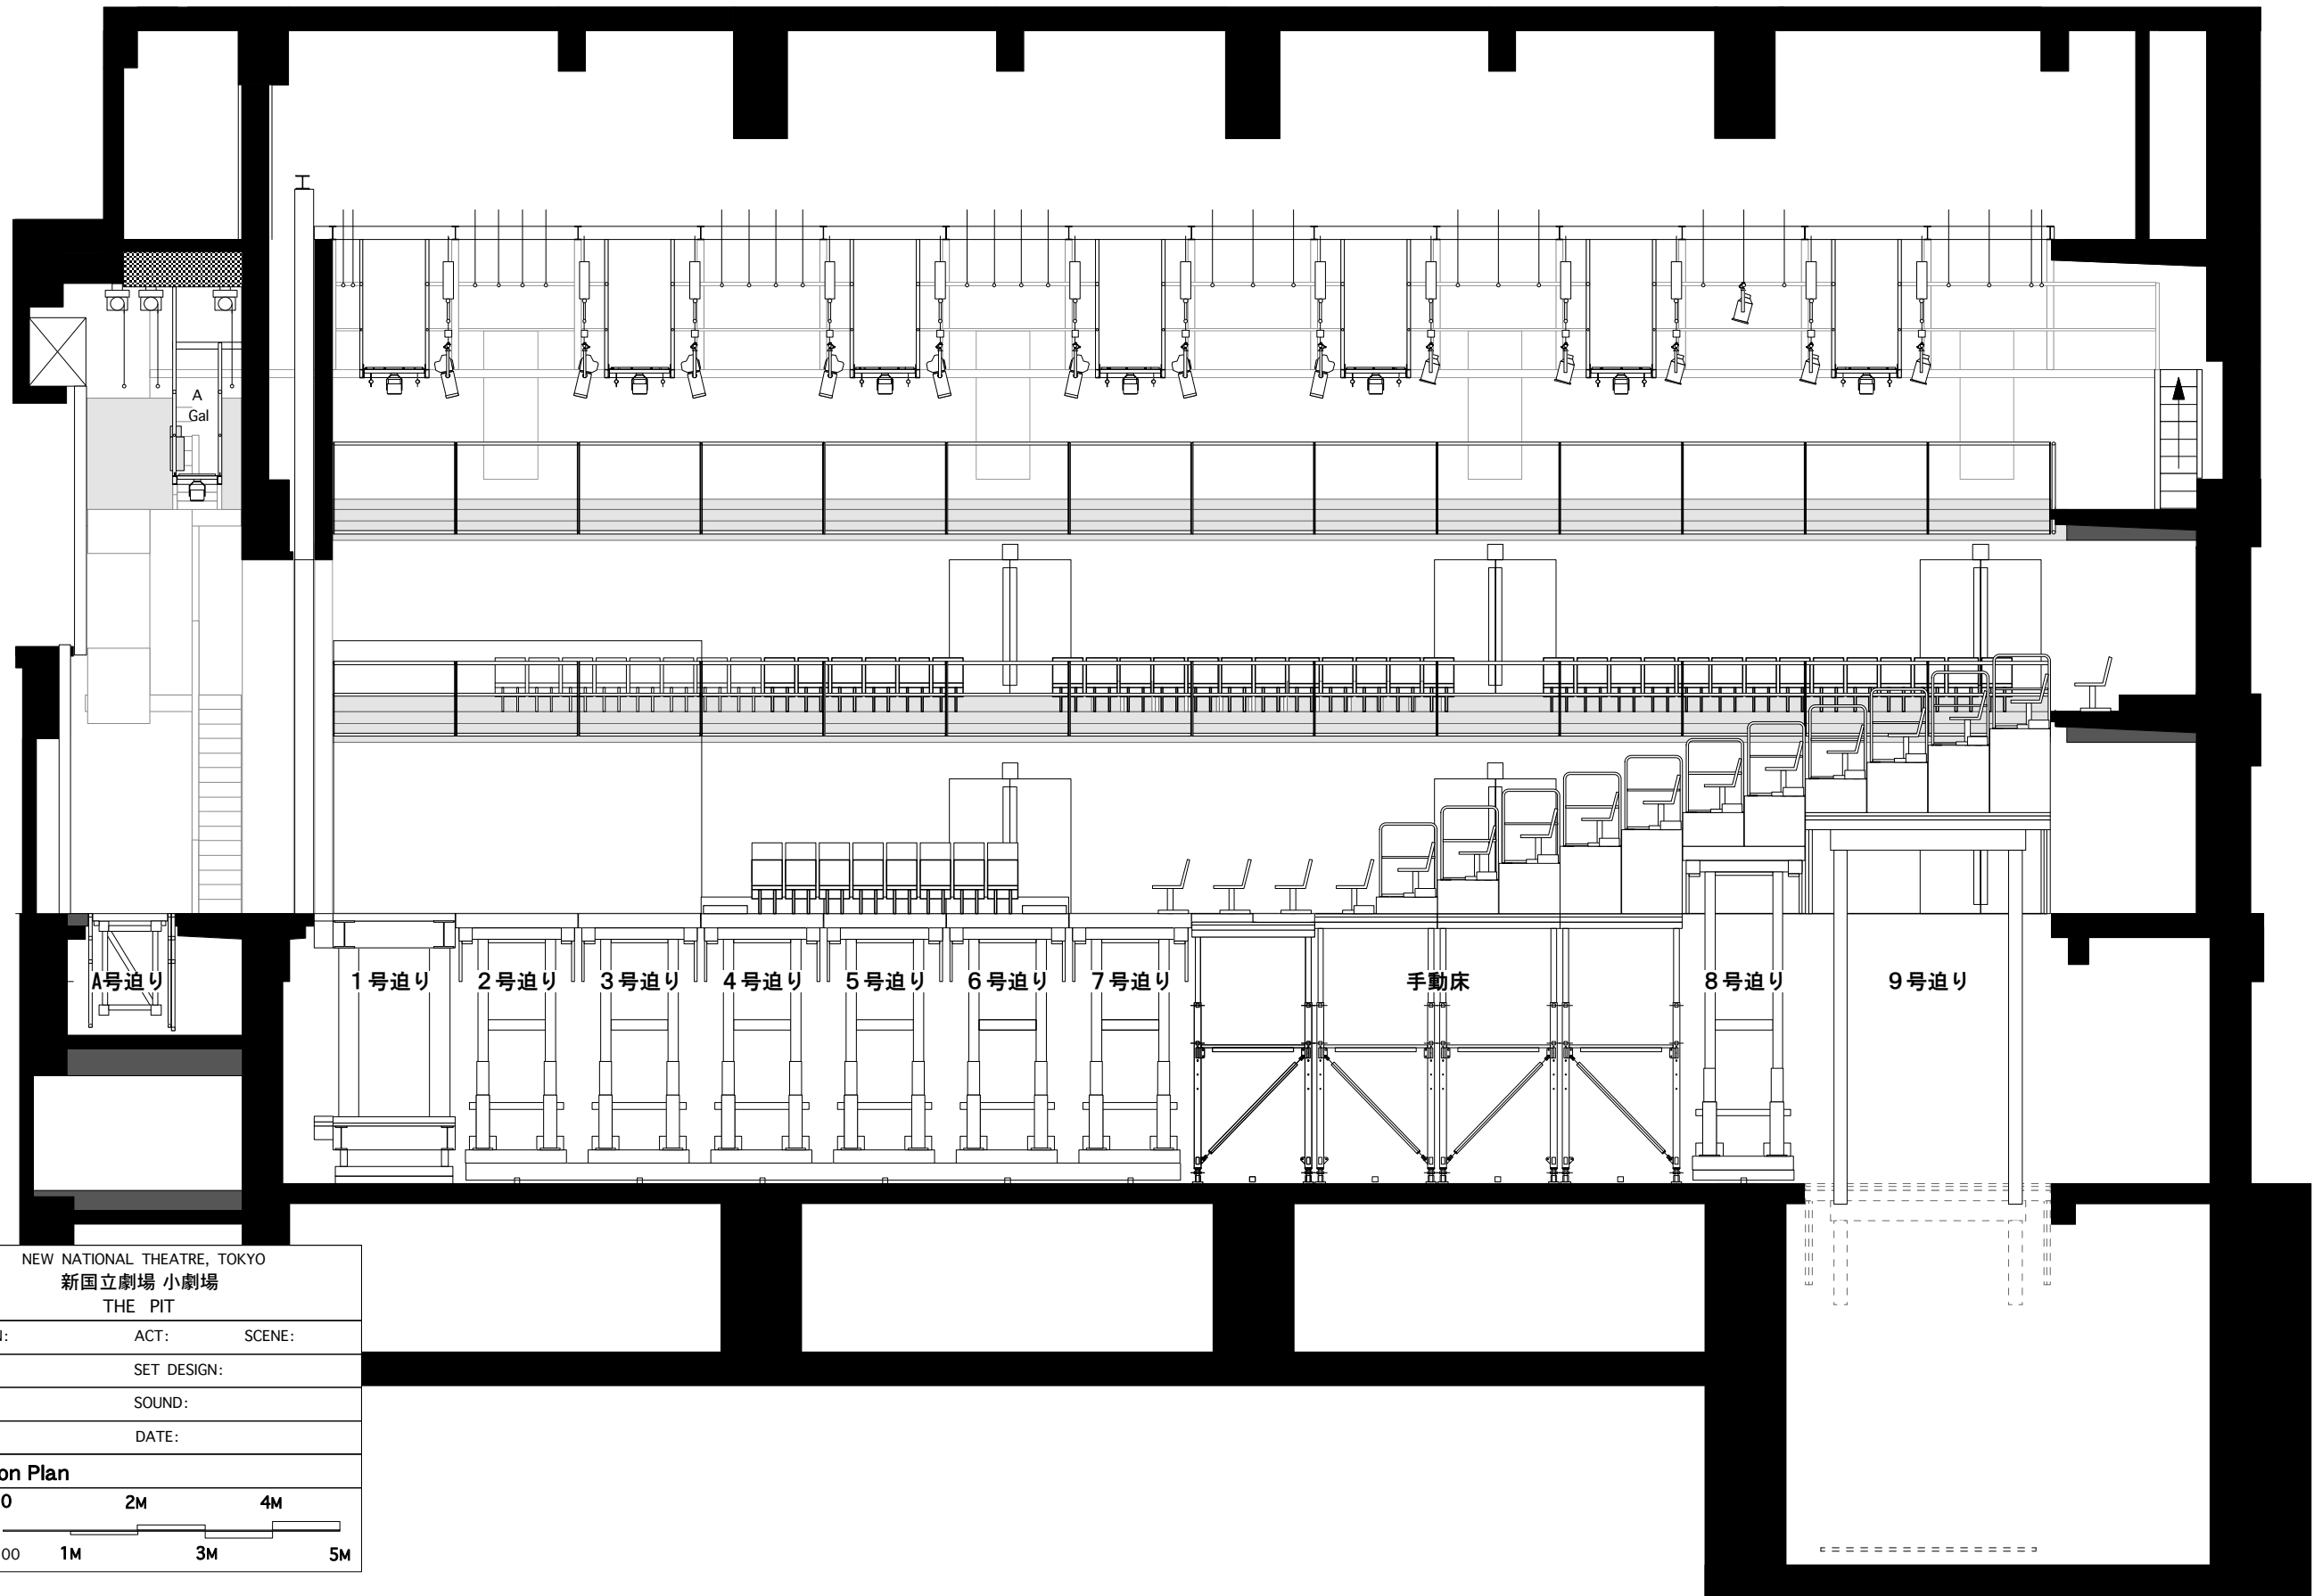 A
Gal
A号迫り
1号迫り
2号迫り
3号迫り
4号迫り
5号迫り
6号迫り
7号迫り
手動床
8号迫り
9号迫り
NEW NATIONAL THEATRE, TOKYO
新国立劇場 小劇場
THE PIT
ACT: SCENE:
SET DESIGN:
SOUND:
DATE:
on Plan
0 2M 4M
00 1M 3M 5M